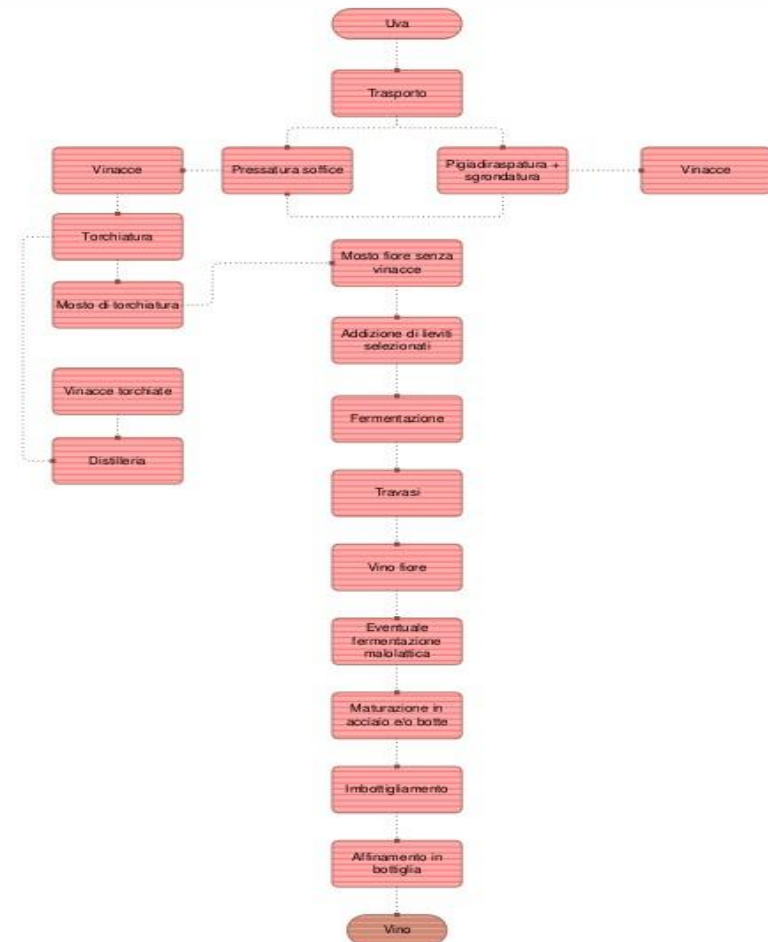 Uva
Trasporto
Vinacce
Pressatura soffice
Pigiadiraspatura +
sgrondatura
Vinacce
Torchiatura
Mosto fiore senza
vinacce
Mosto di torchiatura
Addizione di lieviti
selezionati
Vinacce torchiate
Fermentazione
Distilleria
Travasi
Vino fiore
Eventuale
fermentazione
malolattica
Maturazione in
acciaio e/o botte
Imbottigliamento
Affinamento in
bottiglia
Vino